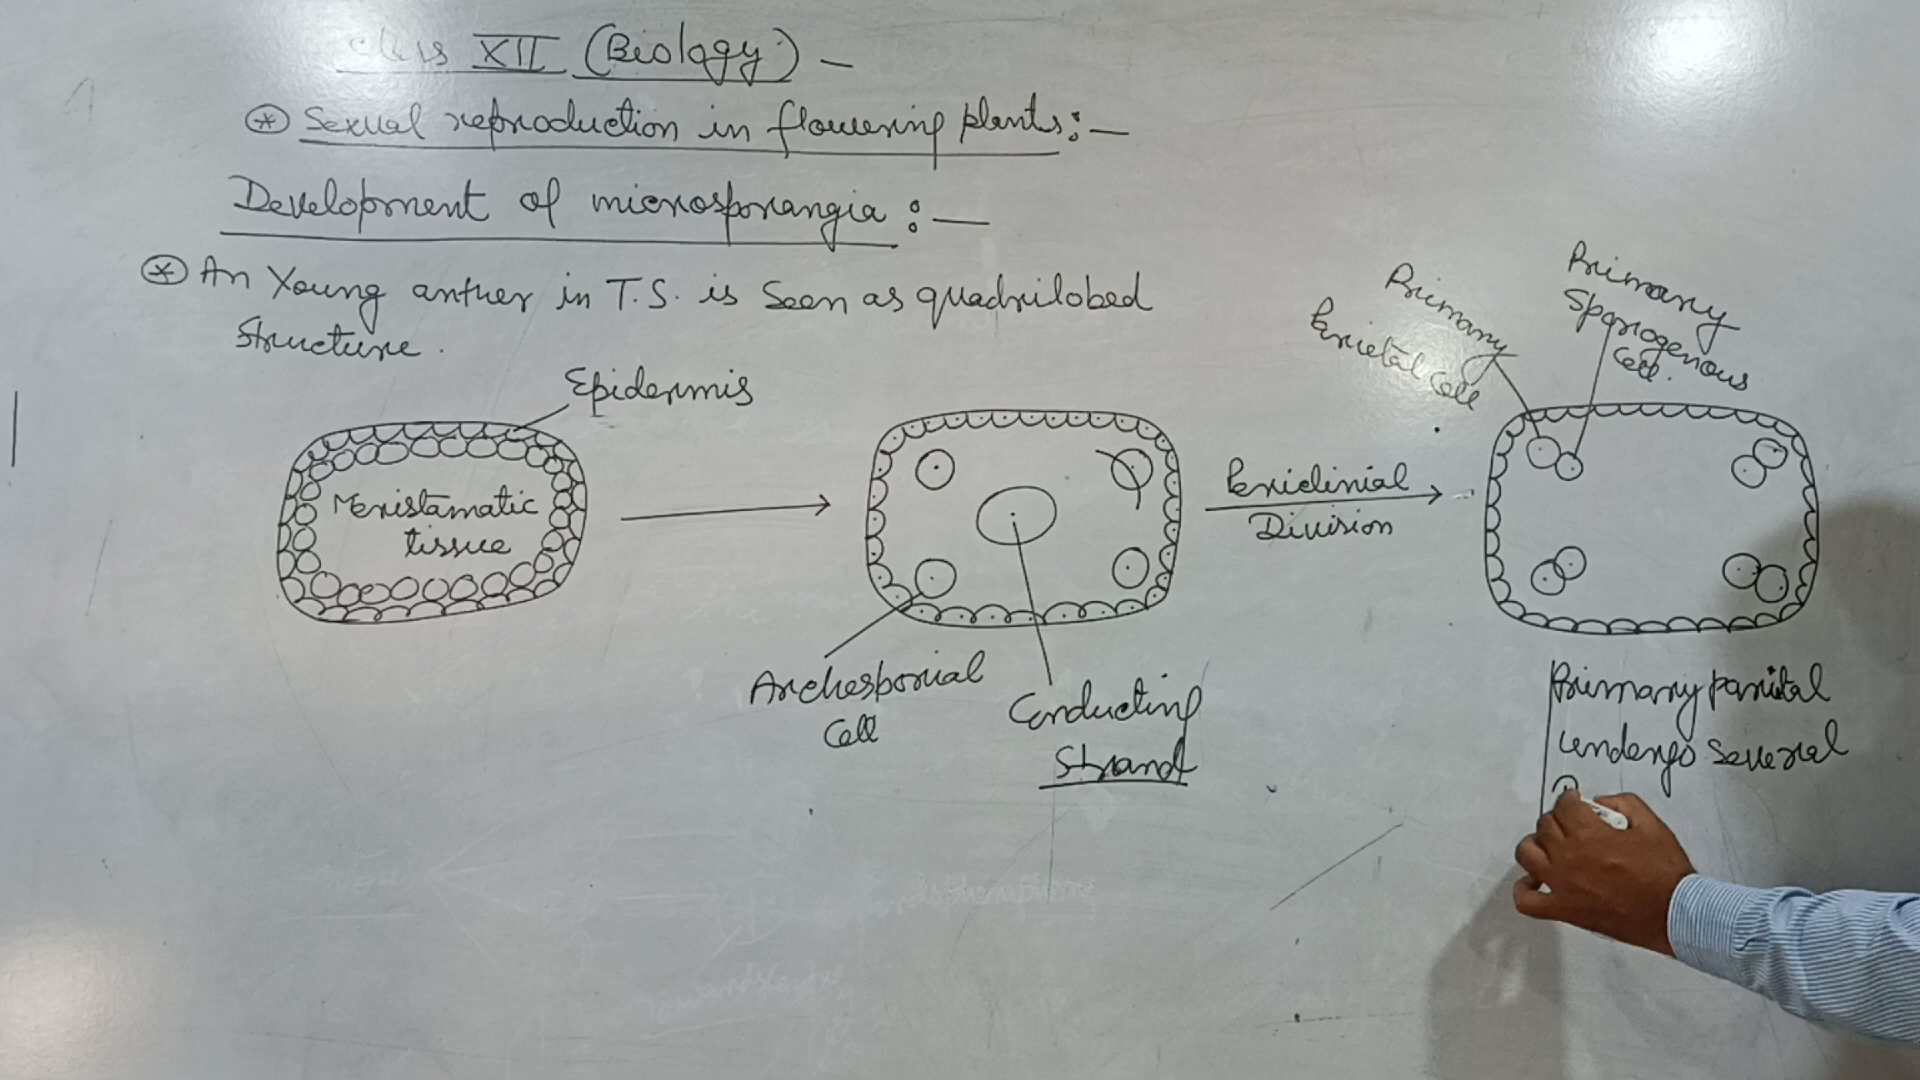 Class XII (Biology) —
* Sexual reproduction in flowering plants:—
Development of microsporangia:—
* An Young anther in T.S. is Seen as quadrilobed
Structure.
Epidermis
Meristamatic
tissue
Archesporial
Cell
Conducting
Strand
Periclinial
Division
Primary
Parietal Cell
Primary
Sporogenous
Cell.
Primary parietal
undergo several